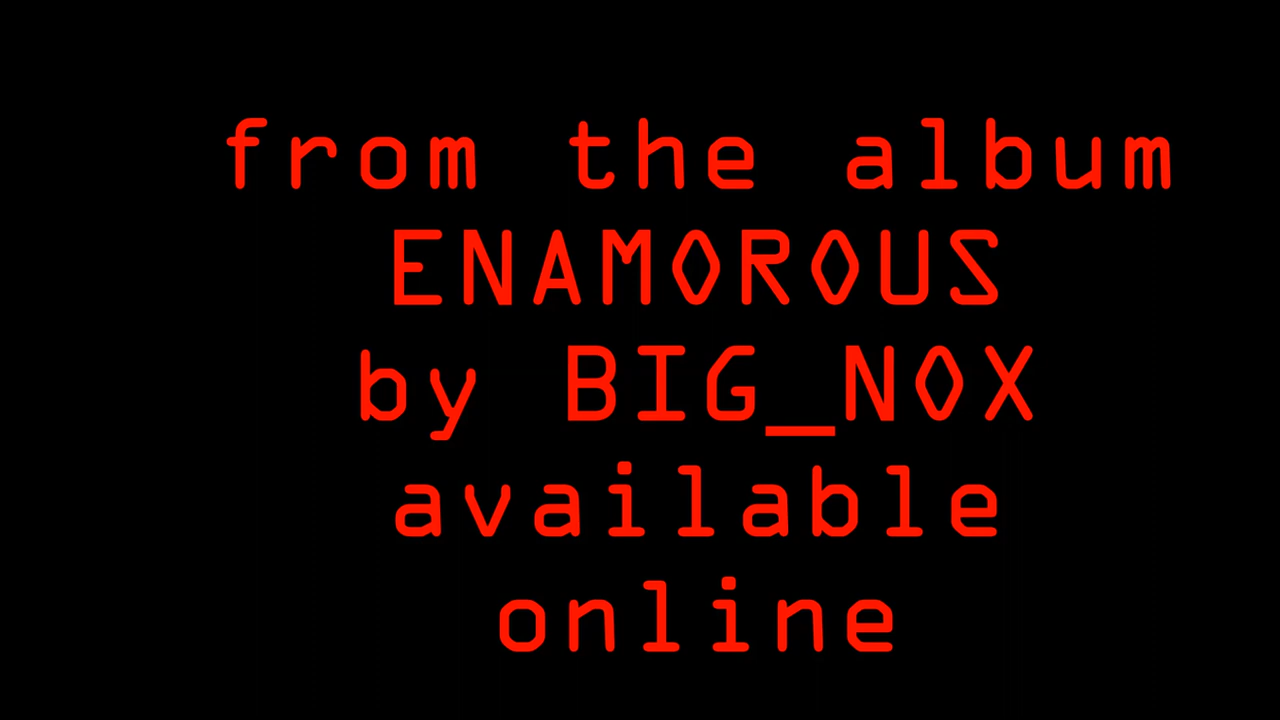 from the album
ENAMOROUS
by BIG_NOX
available
online